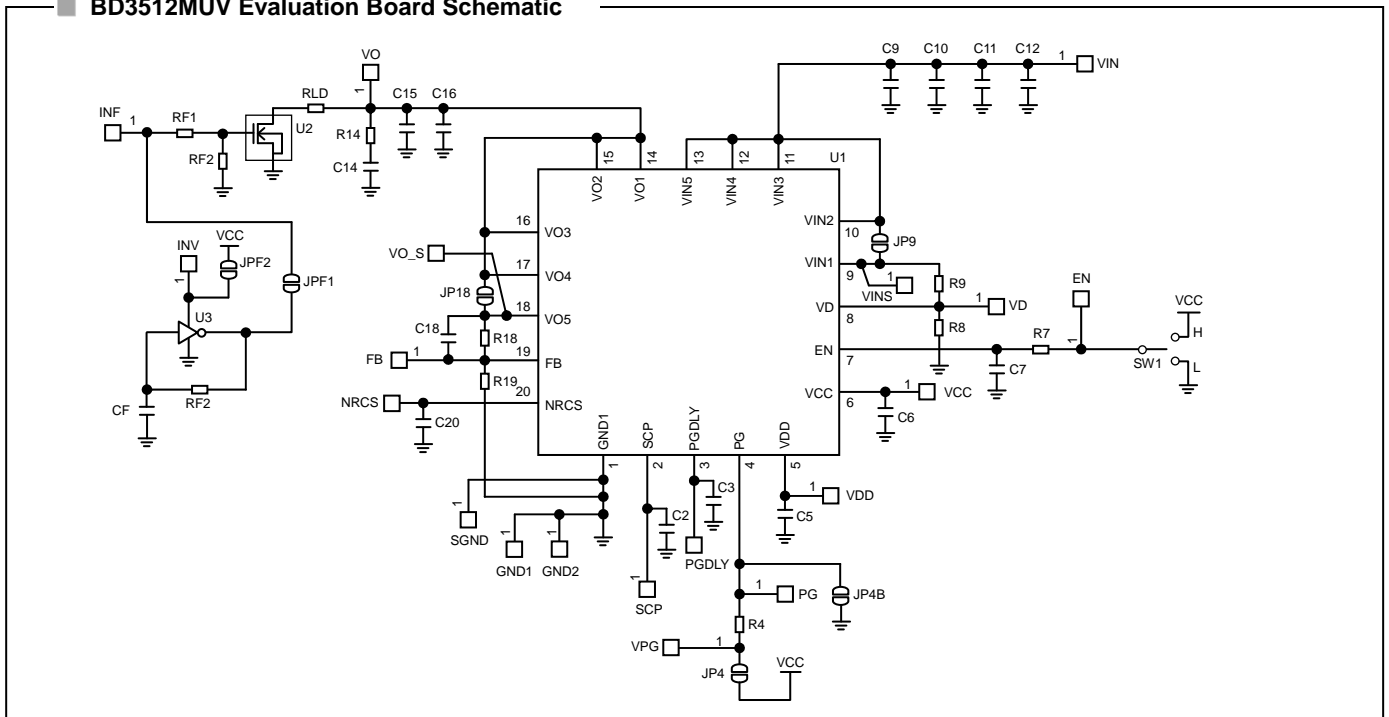 BD3512MUV Evaluation Board Schematic
VO
C9 C10 C11 C12
1 VIN
RLD
C15 C16
INF 1 RF1
U2
1
R14
RF2
C14
15 14 13 12 11
U1
VO2 VO1 VIN5 VIN4 VIN3
16 VO3
VIN2 10
JP9
INV VCC
VO_S
JPF2
JPF1
1
17 VO4
VIN1 9
1 VINS
R9
EN
VCC
JP18
18 VO5
VD 8
1 VD
H
U3
C18
R18
R8
R7
1
SW1
L
FB 1
19 FB
EN 7
C7
R19
RF2
CF
20
NRCS
NRCS
VCC 6
1 VCC
C20
C6
GND1 SCP PGDLY PG VDD
1 2 3 4 5
C3
1 VDD
1
C2
C5
SGND
1 1
GND1 GND2
PGDLY
1
SCP
1 PG
JP4B
R4
VPG 1
JP4
VCC